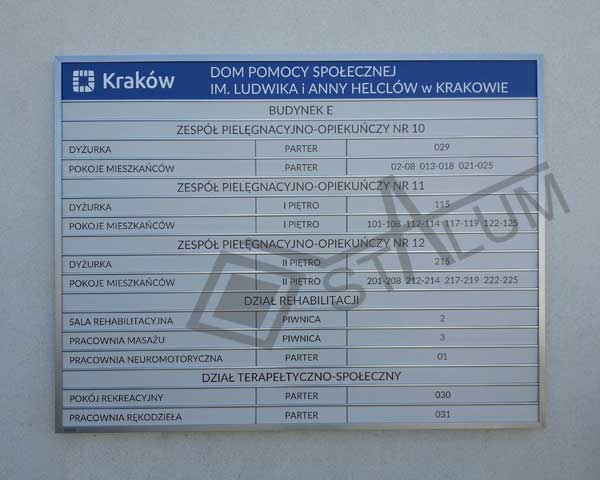 Kraków
DOM POMOCY SPOŁECZNEJ
IM. LUDWIKA i ANNY HELCLÓW w KRAKOWIE
BUDYNEK E
ZESPÓŁ PIELĘGNACYJNO-OPIEKUŃCZY NR 10
DYŻURKA PARTER 029
POKOJE MIESZKAŃCÓW PARTER 02-08 013-018 021-025
ZESPÓŁ PIELĘGNACYJNO-OPIEKUŃCZY NR 11
DYŻURKA I PIĘTRO 115
POKOJE MIESZKAŃCÓW I PIĘTRO 101-108 112-114 117-119 122-125
ZESPÓŁ PIELĘGNACYJNO-OPIEKUŃCZY NR 12
DYŻURKA II PIĘTRO 215
POKOJE MIESZKAŃCÓW II PIĘTRO 201-208 212-214 217-219 222-225
DZIAŁ REHABILITACJI
SALA REHABILITACYJNA PIWNICA 2
PRACOWNIA MASAŻU PIWNICA 3
PRACOWNIA NEUROMOTORYCZNA PARTER 01
DZIAŁ TERAPEŁTYCZNO-SPOŁECZNY
POKÓJ REKREACYJNY PARTER 030
PRACOWNIA RĘKODZIEŁA PARTER 031
STALUM